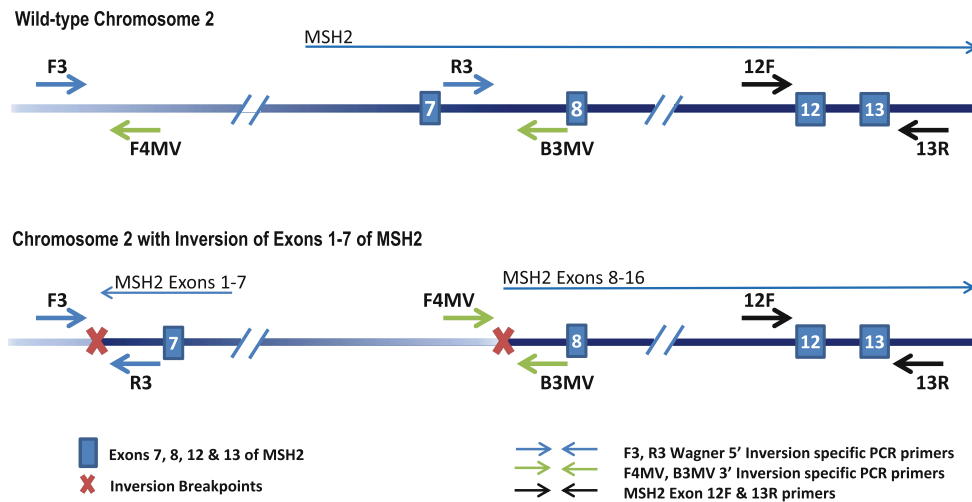 Wild-type Chromosome 2
MSH2
F3
R3
12F
7
8
12
13
F4MV
B3MV
13R
Chromosome 2 with Inversion of Exons 1-7 of MSH2
MSH2 Exons 1-7
MSH2 Exons 8-16
F3
F4MV
12F
7
8
12
13
R3
B3MV
13R
Exons 7, 8, 12 & 13 of MSH2
Inversion Breakpoints
F3, R3 Wagner 5’ Inversion specific PCR primers
F4MV, B3MV 3’ Inversion specific PCR primers
MSH2 Exon 12F & 13R primers